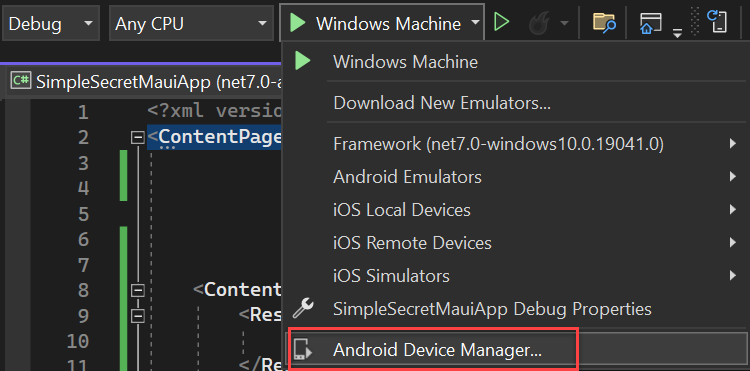 Debug Any CPU Windows Machine
Windows Machine
C# SimpleSecretMauiApp (net7.0-a
Download New Emulators...
Framework (net7.0-windows10.0.19041.0)
Android Emulators
iOS Local Devices
iOS Remote Devices
iOS Simulators
SimpleSecretMauiApp Debug Properties
Android Device Manager...
1 <?xml versio
2 <ContentPage
3
4
5
6
7
8 <Content
9 <Res
10
11 </Re